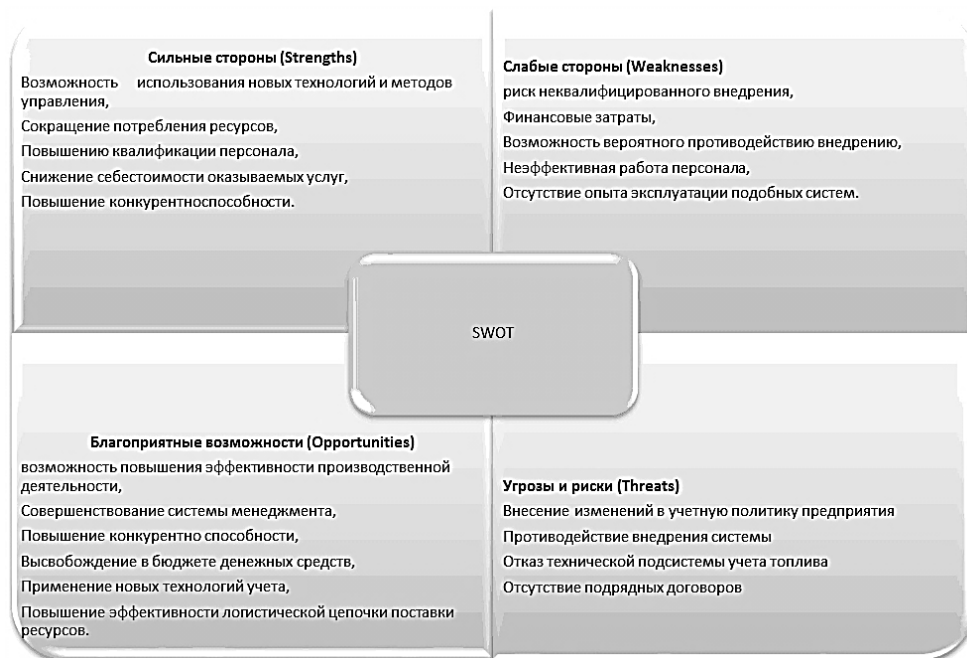 Сильные стороны (Strengths)
Возможность использования новых технологий и методов
управления,
Сокращение потребления ресурсов,
Повышению квалификации персонала,
Снижение себестоимости оказываемых услуг,
Повышение конкурентноспособности.
Слабые стороны (Weaknesses)
риск неквалифицированного внедрения,
Финансовые затраты,
Возможность вероятного противодействию внедрению,
Неэффективная работа персонала,
Отсутствие опыта эксплуатации подобных систем.
SWOT
Благоприятные возможности (Opportunities)
возможность повышения эффективности производственной
деятельности,
Совершенствование системы менеджмента,
Повышение конкурентно способности,
Высвобождение в бюджете денежных средств,
Применение новых технологий учета,
Повышение эффективности логистической цепочки поставки
ресурсов.
Угрозы и риски (Threats)
Внесение изменений в учетную политику предприятия
Противодействие внедрения системы
Отказ технической подсистемы учета топлива
Отсутствие подрядных договоров